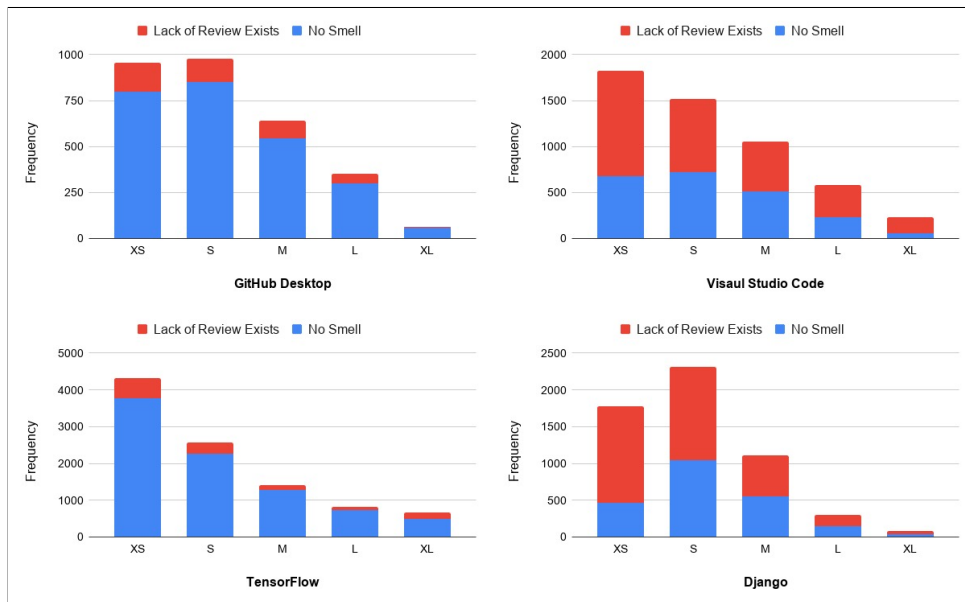 Lack of Review Exists No Smell
1000
750
500
250
0
Frequency
XS S M L XL
GitHub Desktop
Lack of Review Exists No Smell
2000
1500
1000
500
0
Frequency
XS S M L XL
Visaul Studio Code
Lack of Review Exists No Smell
5000
4000
3000
2000
1000
0
Frequency
XS S M L XL
TensorFlow
Lack of Review Exists No Smell
2500
2000
1500
1000
500
0
Frequency
XS S M L XL
Django